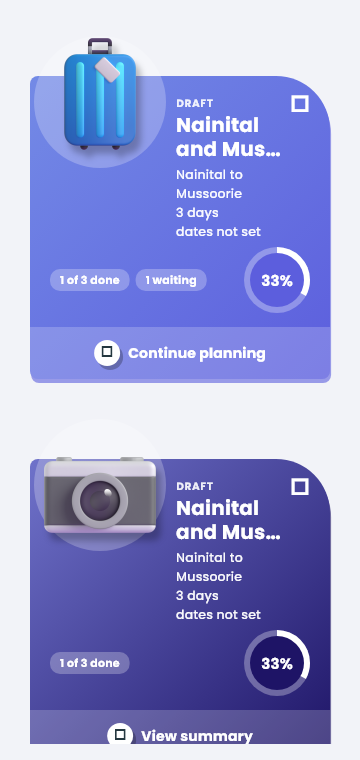 DRAFT
Nainital
and Mus...
Nainital to
Mussoorie
3 days
dates not set
1 of 3 done
1 waiting
33%
Continue planning
DRAFT
Nainital
and Mus...
Nainital to
Mussoorie
3 days
dates not set
1 of 3 done
33%
View summary